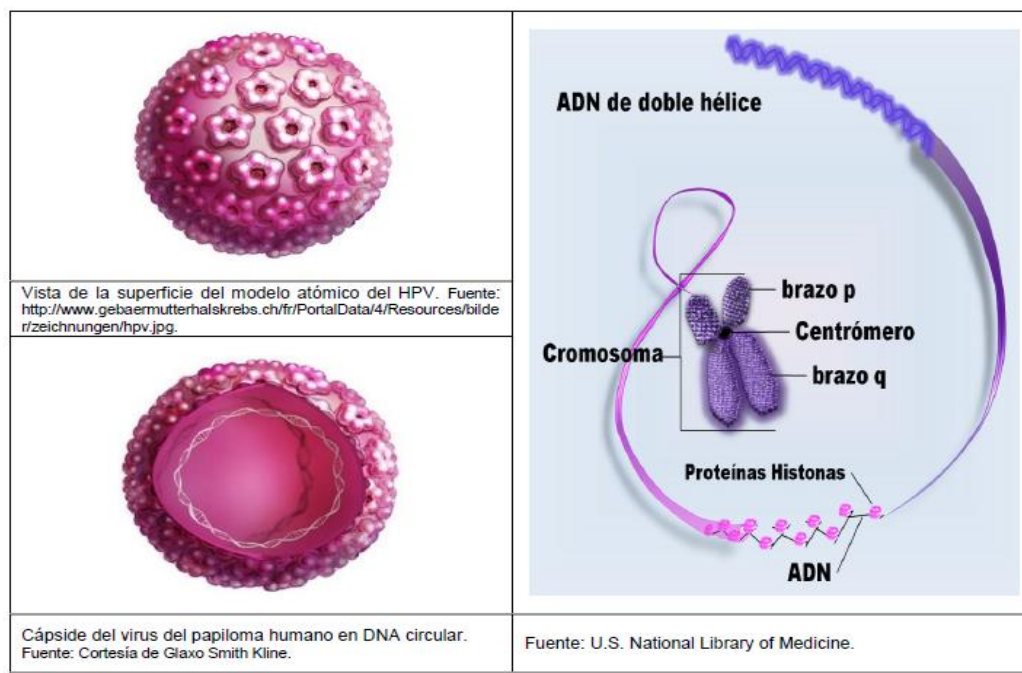 Vista de la superficie del modelo atómico del HPV. Fuente:
http://www.gebaermutterhalskrebs.ch/fr/PortalData/4/Resources/bilde
r/zeichnungen/hpv.jpg.
Cápside del virus del papiloma humano en DNA circular.
Fuente: Cortesía de Glaxo Smith Kline.
ADN de doble hélice
brazo p
Centrómero
Cromosoma
brazo q
Proteínas Histonas
ADN
Fuente: U.S. National Library of Medicine.